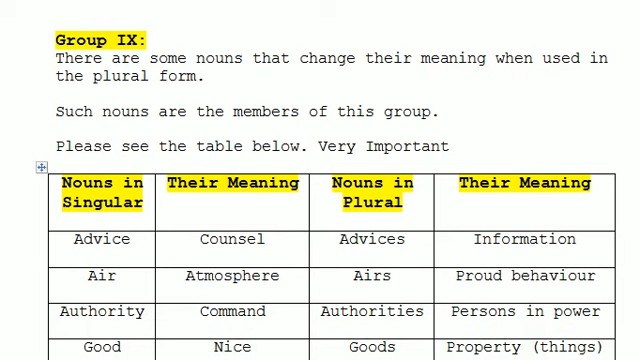 Group IX:
There are some nouns that change their meaning when used in
the plural form.
Such nouns are the members of this group.
Please see the table below. Very Important
Nouns in Singular Their Meaning Nouns in Plural Their Meaning
Advice Counsel Advices Information
Air Atmosphere Airs Proud behaviour
Authority Command Authorities Persons in power
Good Nice Goods Property (things)